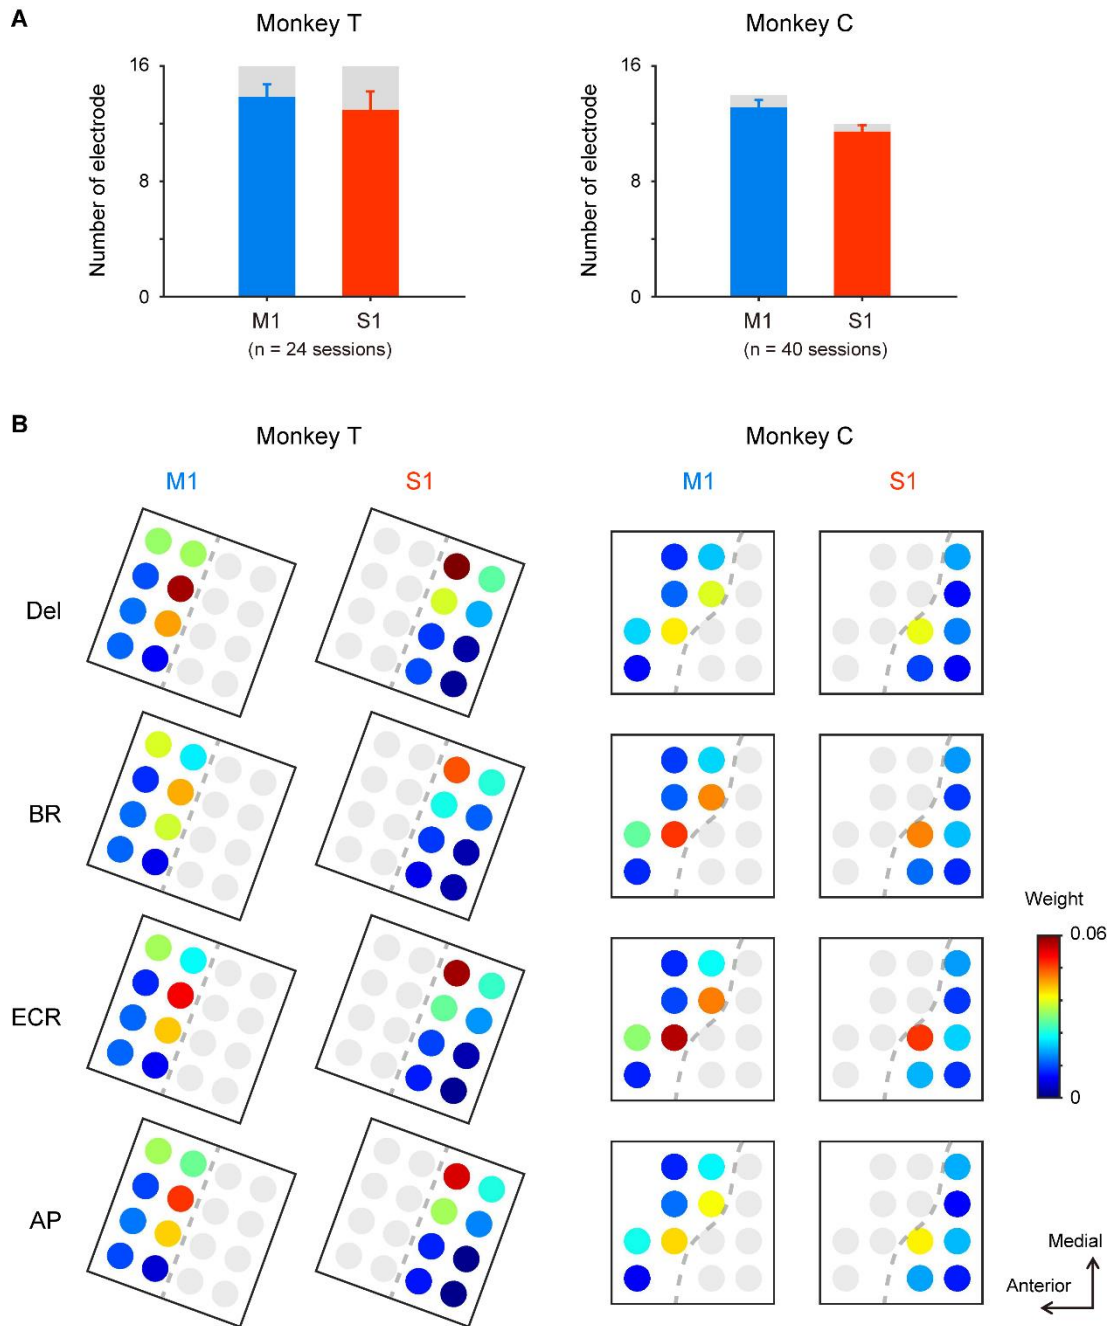 A
Monkey T
Monkey C
Number of electrode
16
8
0
M1
S1
(n = 24 sessions)
Number of electrode
16
8
0
M1
S1
(n = 40 sessions)
B
Monkey T
Monkey C
M1
S1
M1
S1
Del
BR
ECR
AP
Weight
0.06
0
Medial
Anterior